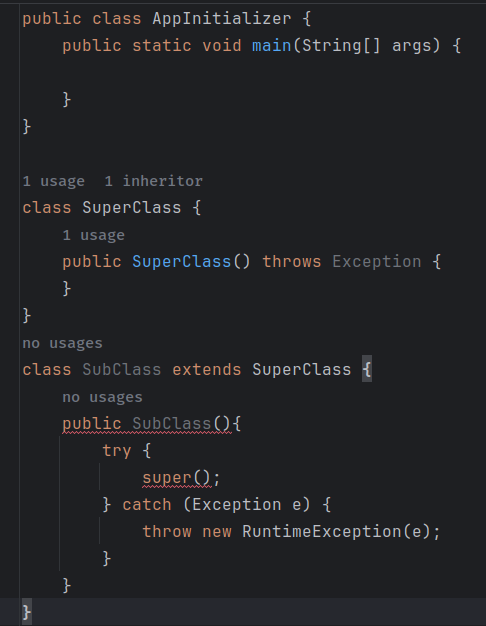 public class AppInitializer {
public static void main(String[] args) {
}
}
1 usage 1 inheritor
class SuperClass {
1 usage
public SuperClass() throws Exception {
}
}
no usages
class SubClass extends SuperClass {
no usages
public SubClass(){
try {
super();
} catch (Exception e) {
throw new RuntimeException(e);
}
}
}